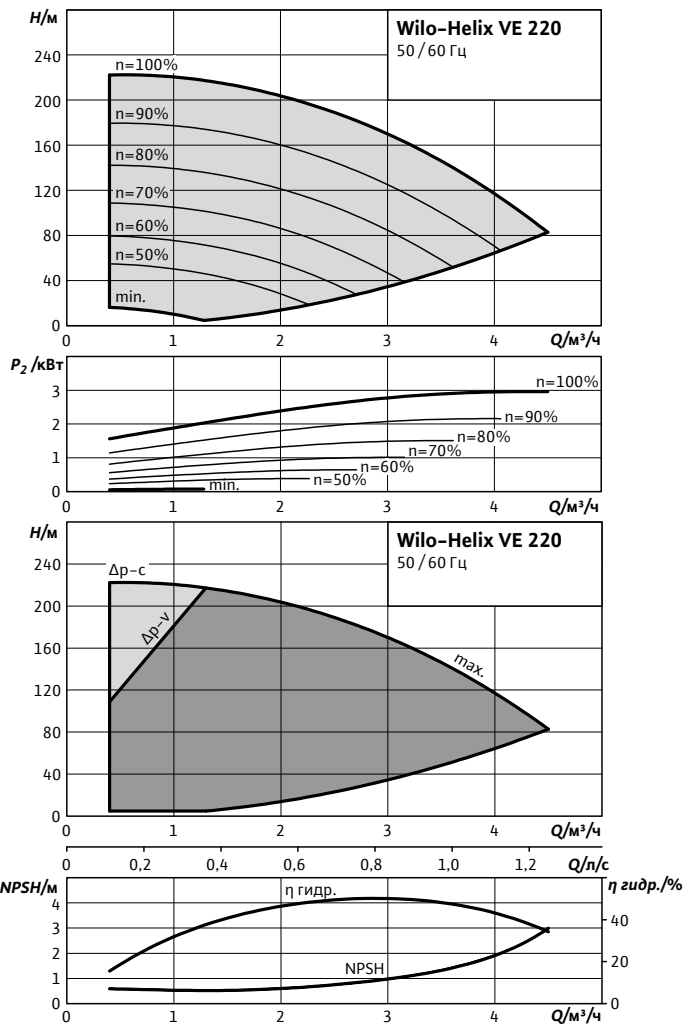 H/м
Wilo-Helix VE 220
50/60 Гц
240
200
160
120
80
40
0
n=100%
n=90%
n=80%
n=70%
n=60%
n=50%
min.
0 1 2 3 4 Q/м³/ч
P₂/кВт
3
2
1
0
n=100%
n=90%
n=80%
n=70%
n=60%
n=50%
min.
0 1 2 3 4 Q/м³/ч
H/м
Wilo-Helix VE 220
50/60 Гц
240
200
160
120
80
40
0
Δp-c
Δp-v
max.
0 1 2 3 4 Q/м³/ч
0 0,2 0,4 0,6 0,8 1,0 1,2 Q/л/с
NPSH/м
η гидр./%
4
3
2
1
0
η гидр.
NPSH
40
20
0
0 1 2 3 4 Q/м³/ч